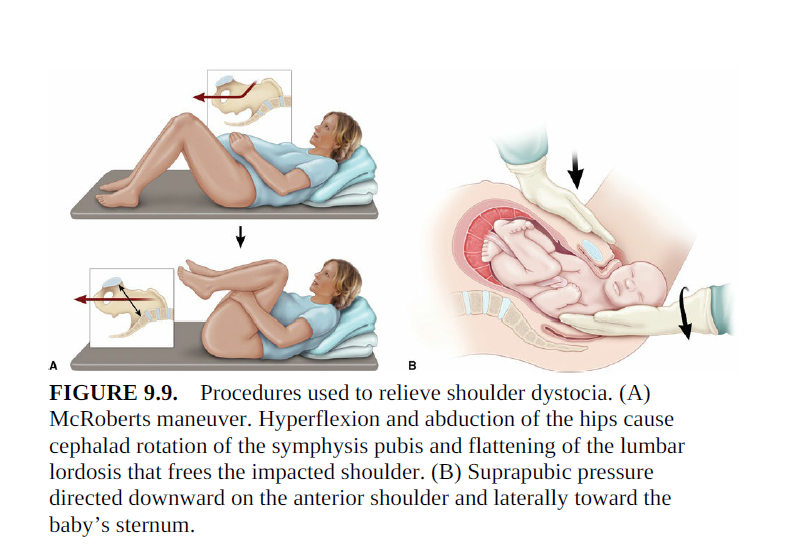 A
B
FIGURE 9.9. Procedures used to relieve shoulder dystocia. (A)
McRoberts maneuver. Hyperflexion and abduction of the hips cause
cephalad rotation of the symphysis pubis and flattening of the lumbar
lordosis that frees the impacted shoulder. (B) Suprapubic pressure
directed downward on the anterior shoulder and laterally toward the
baby’s sternum.